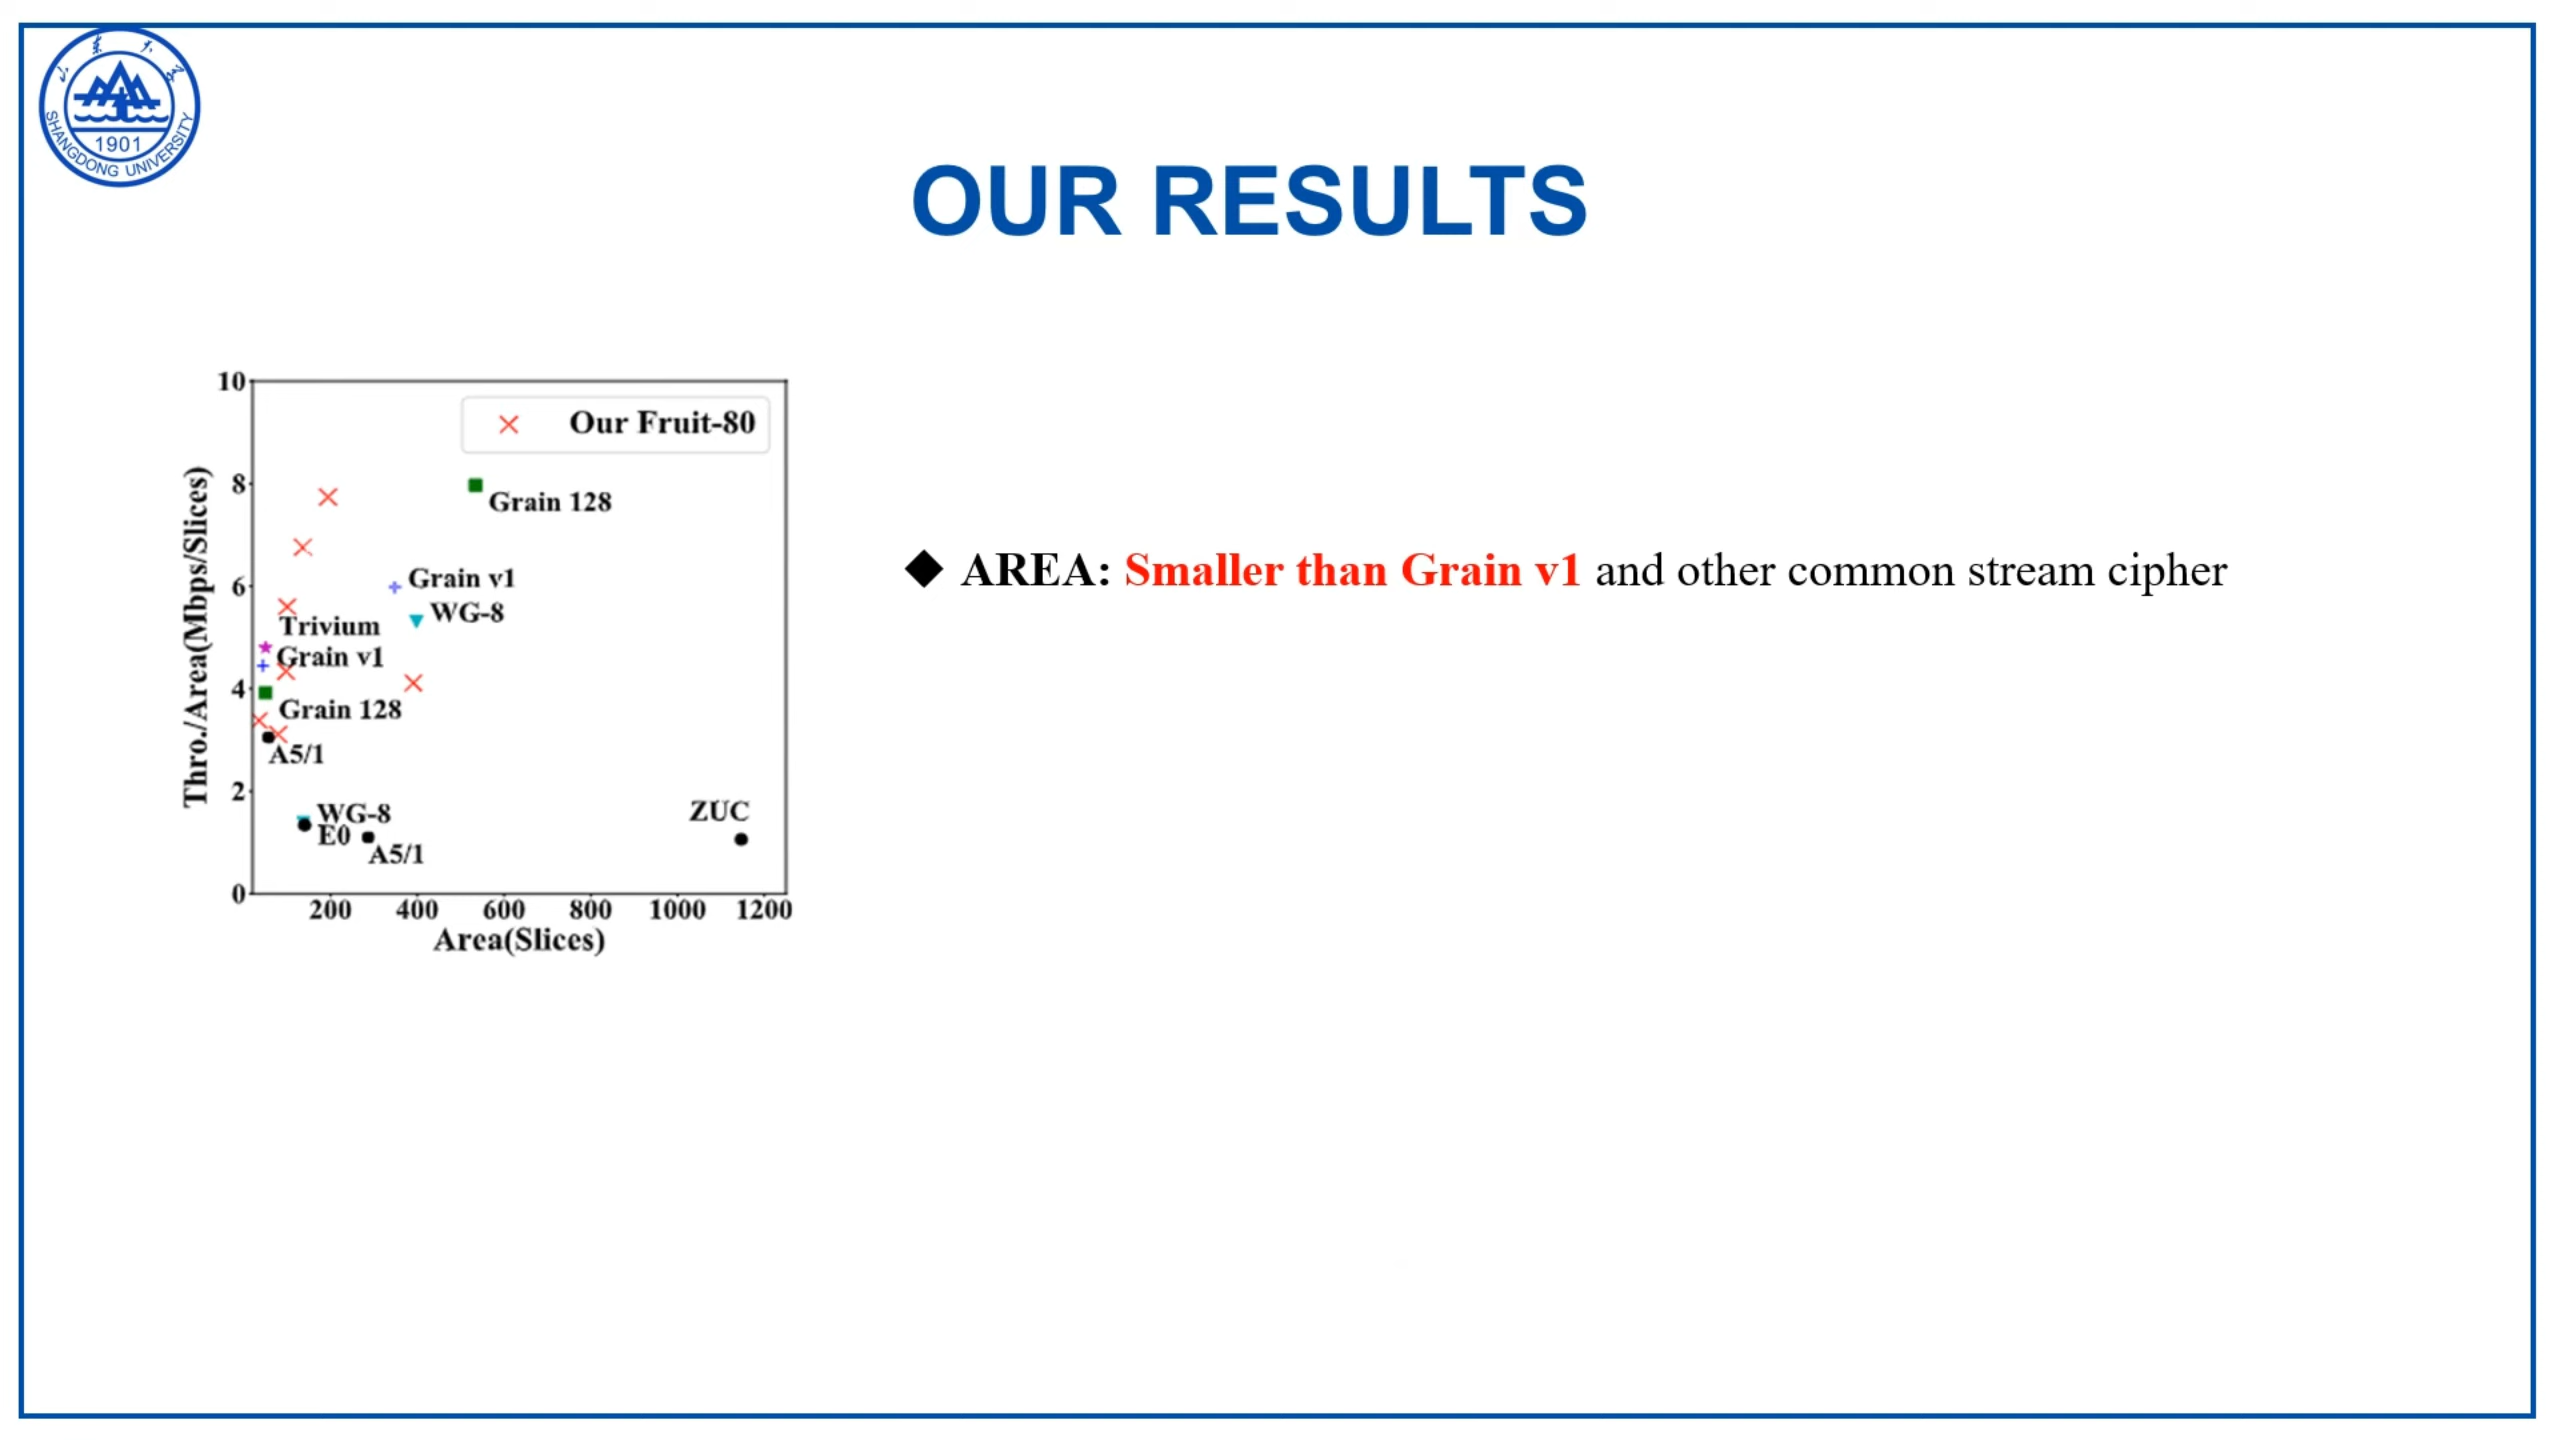 SHANGDONG UNIVERSITY
1901
OUR RESULTS
10
8
6
4
2
0
Thro./Area(Mbps/Slices)
Our Fruit-80
Grain 128
Grain v1
WG-8
Trivium
Grain v1
Grain 128
A5/1
WG-8
E0
A5/1
ZUC
200 400 600 800 1000 1200
Area(Slices)
◆ AREA: Smaller than Grain v1 and other common stream cipher